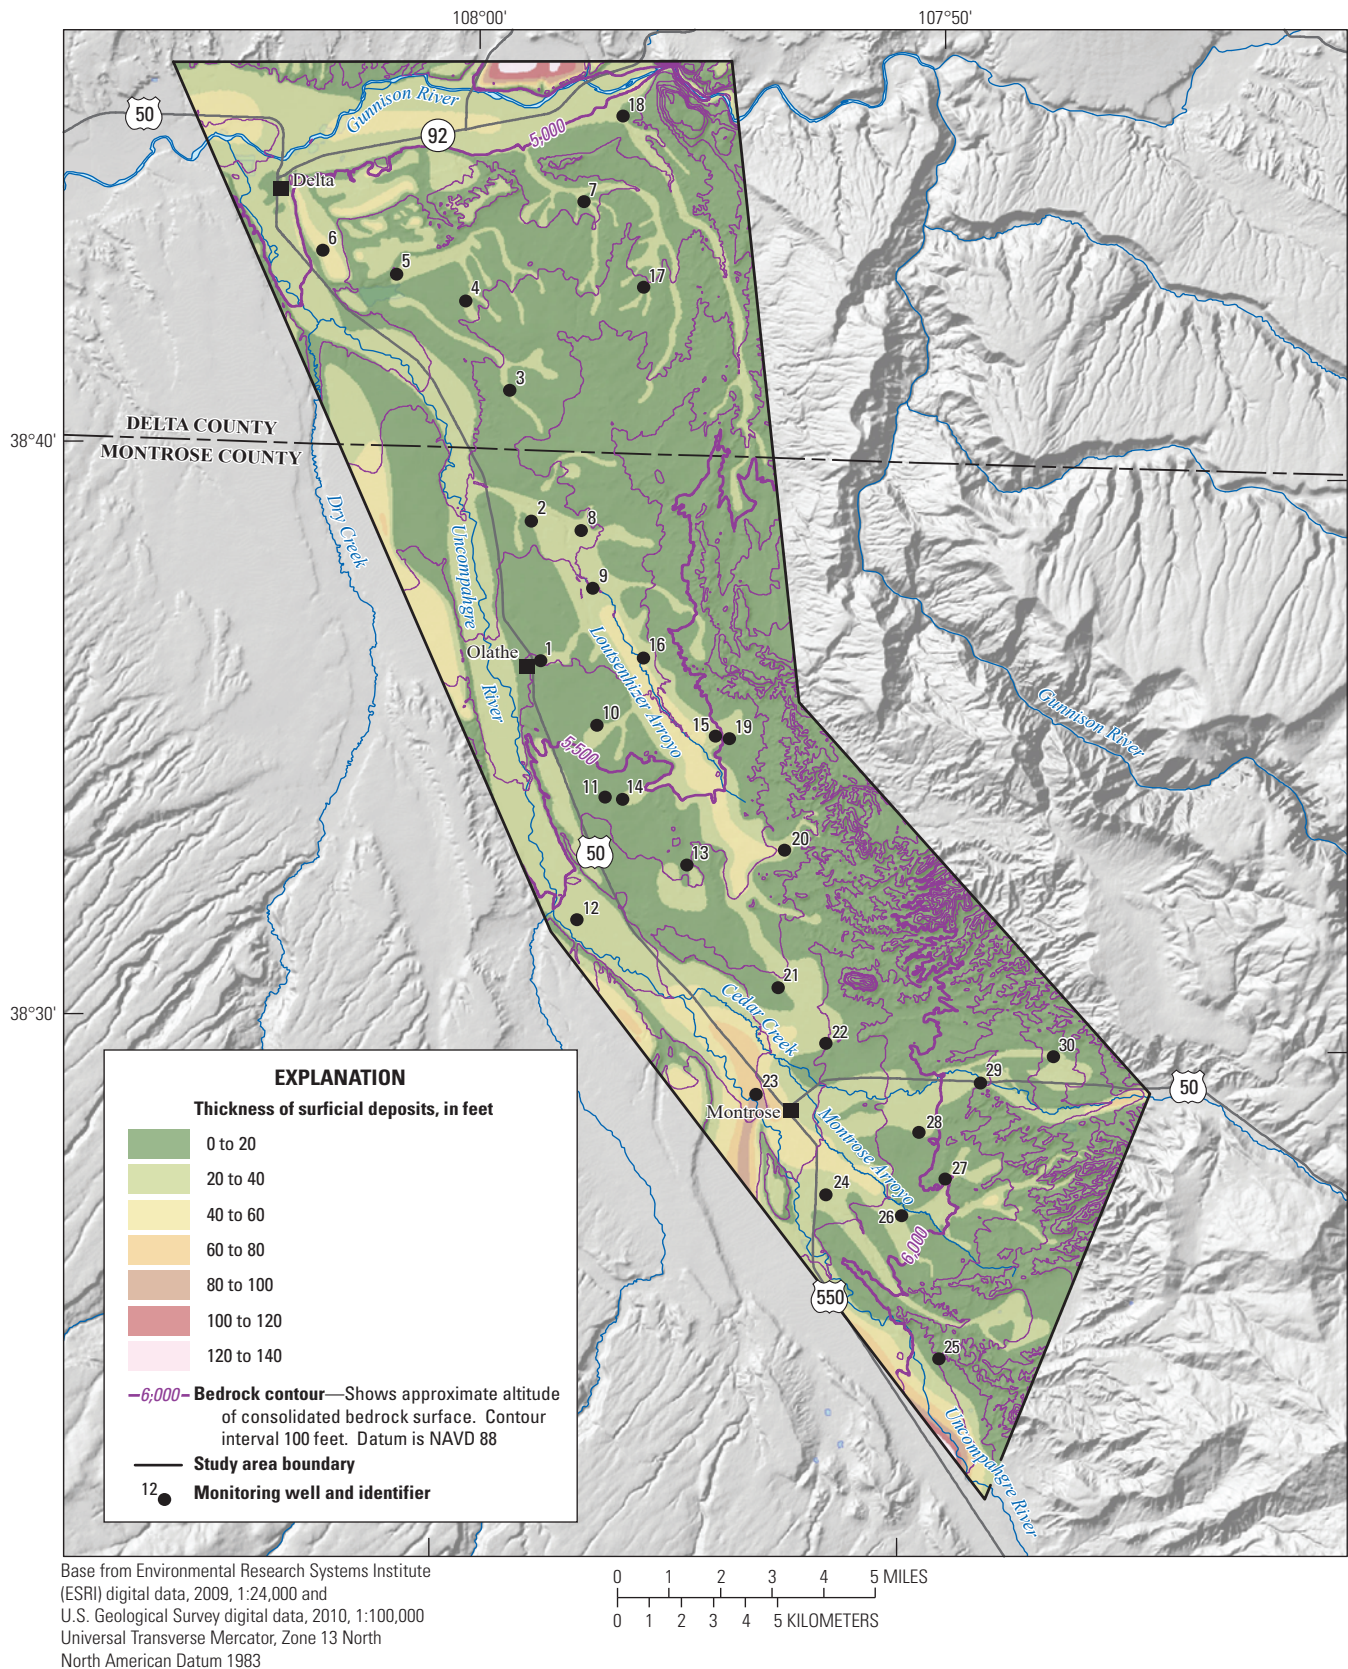 108°00'
107°50'
50
Gunnison River
92
5,000
18
Delta
7
6
5
17
4
3
38°40'
DELTA COUNTY
MONTROSE COUNTY
Dry Creek
Uncompahgre
River
2
8
9
Loutsenhizer Arroyo
Olathe
1
16
Gunnison River
10
15
19
5,500
11
14
50
13
20
12
21
Cedar Creek
38°30'
22
30
29
50
23
Montrose
Montrose Arroyo
28
27
24
26
6,000
550
25
Uncompahgre River
EXPLANATION
Thickness of surficial deposits, in feet
0 to 20
20 to 40
40 to 60
60 to 80
80 to 100
100 to 120
120 to 140
6,000 Bedrock contour—Shows approximate altitude
of consolidated bedrock surface. Contour
interval 100 feet. Datum is NAVD 88
Study area boundary
12 Monitoring well and identifier
Base from Environmental Research Systems Institute
(ESRI) digital data, 2009, 1:24,000 and
U.S. Geological Survey digital data, 2010, 1:100,000
Universal Transverse Mercator, Zone 13 North
North American Datum 1983
0 1 2 3 4 5 MILES
0 1 2 3 4 5 KILOMETERS